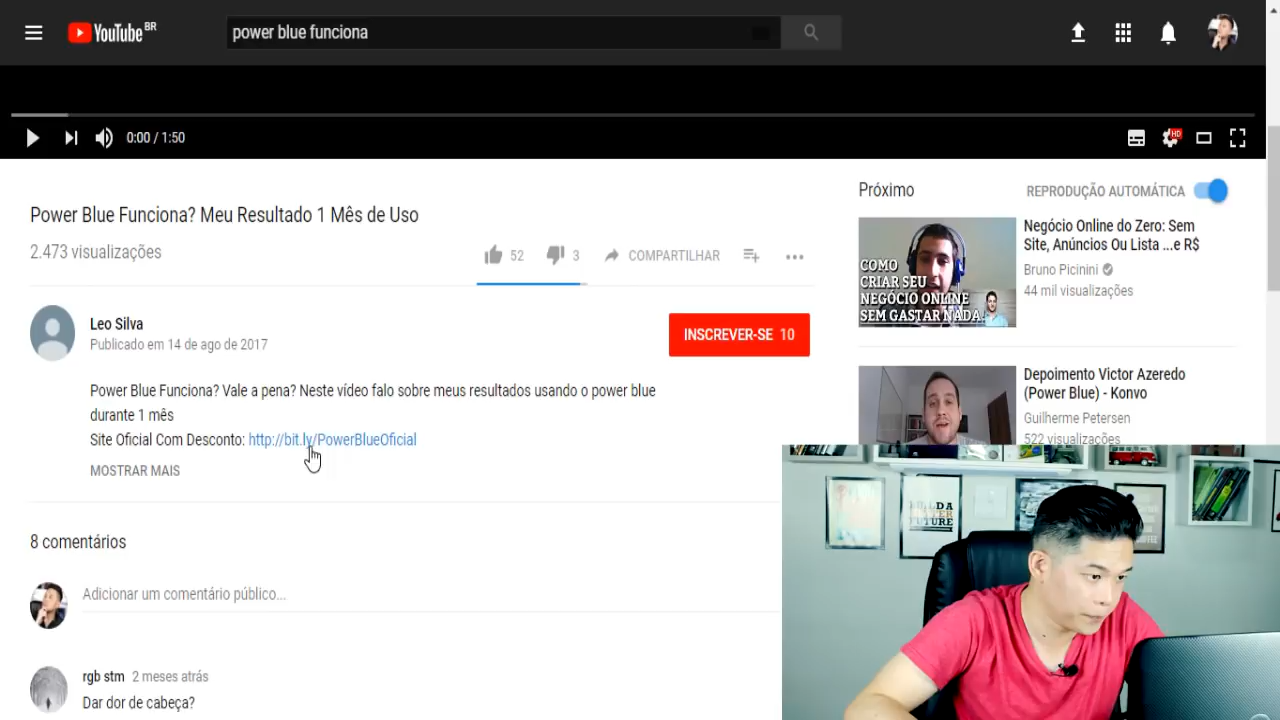 YouTube BR
power blue funciona
0:00 / 1:50
HD
Power Blue Funciona? Meu Resultado 1 Mês de Uso
2.473 visualizações
52
3
COMPARTILHAR
Leo Silva
Publicado em 14 de ago de 2017
INSCREVER-SE 10
Power Blue Funciona? Vale a pena? Neste vídeo falo sobre meus resultados usando o power blue
durante 1 mês
Site Oficial Com Desconto: http://bit.ly/PowerBlueOficial
MOSTRAR MAIS
8 comentários
Adicionar um comentário público...
rgb stm 2 meses atrás
Dar dor de cabeça?
Próximo
REPRODUÇÃO AUTOMÁTICA
COMO
CRIAR SEU
NEGÓCIO ONLINE
SEM GASTAR NADA!
Negócio Online do Zero: Sem
Site, Anúncios Ou Lista ...e R$
Bruno Picinini
44 mil visualizações
Depoimento Victor Azeredo
(Power Blue) - Konvo
Guilherme Petersen
522 visualizações
FUTURE